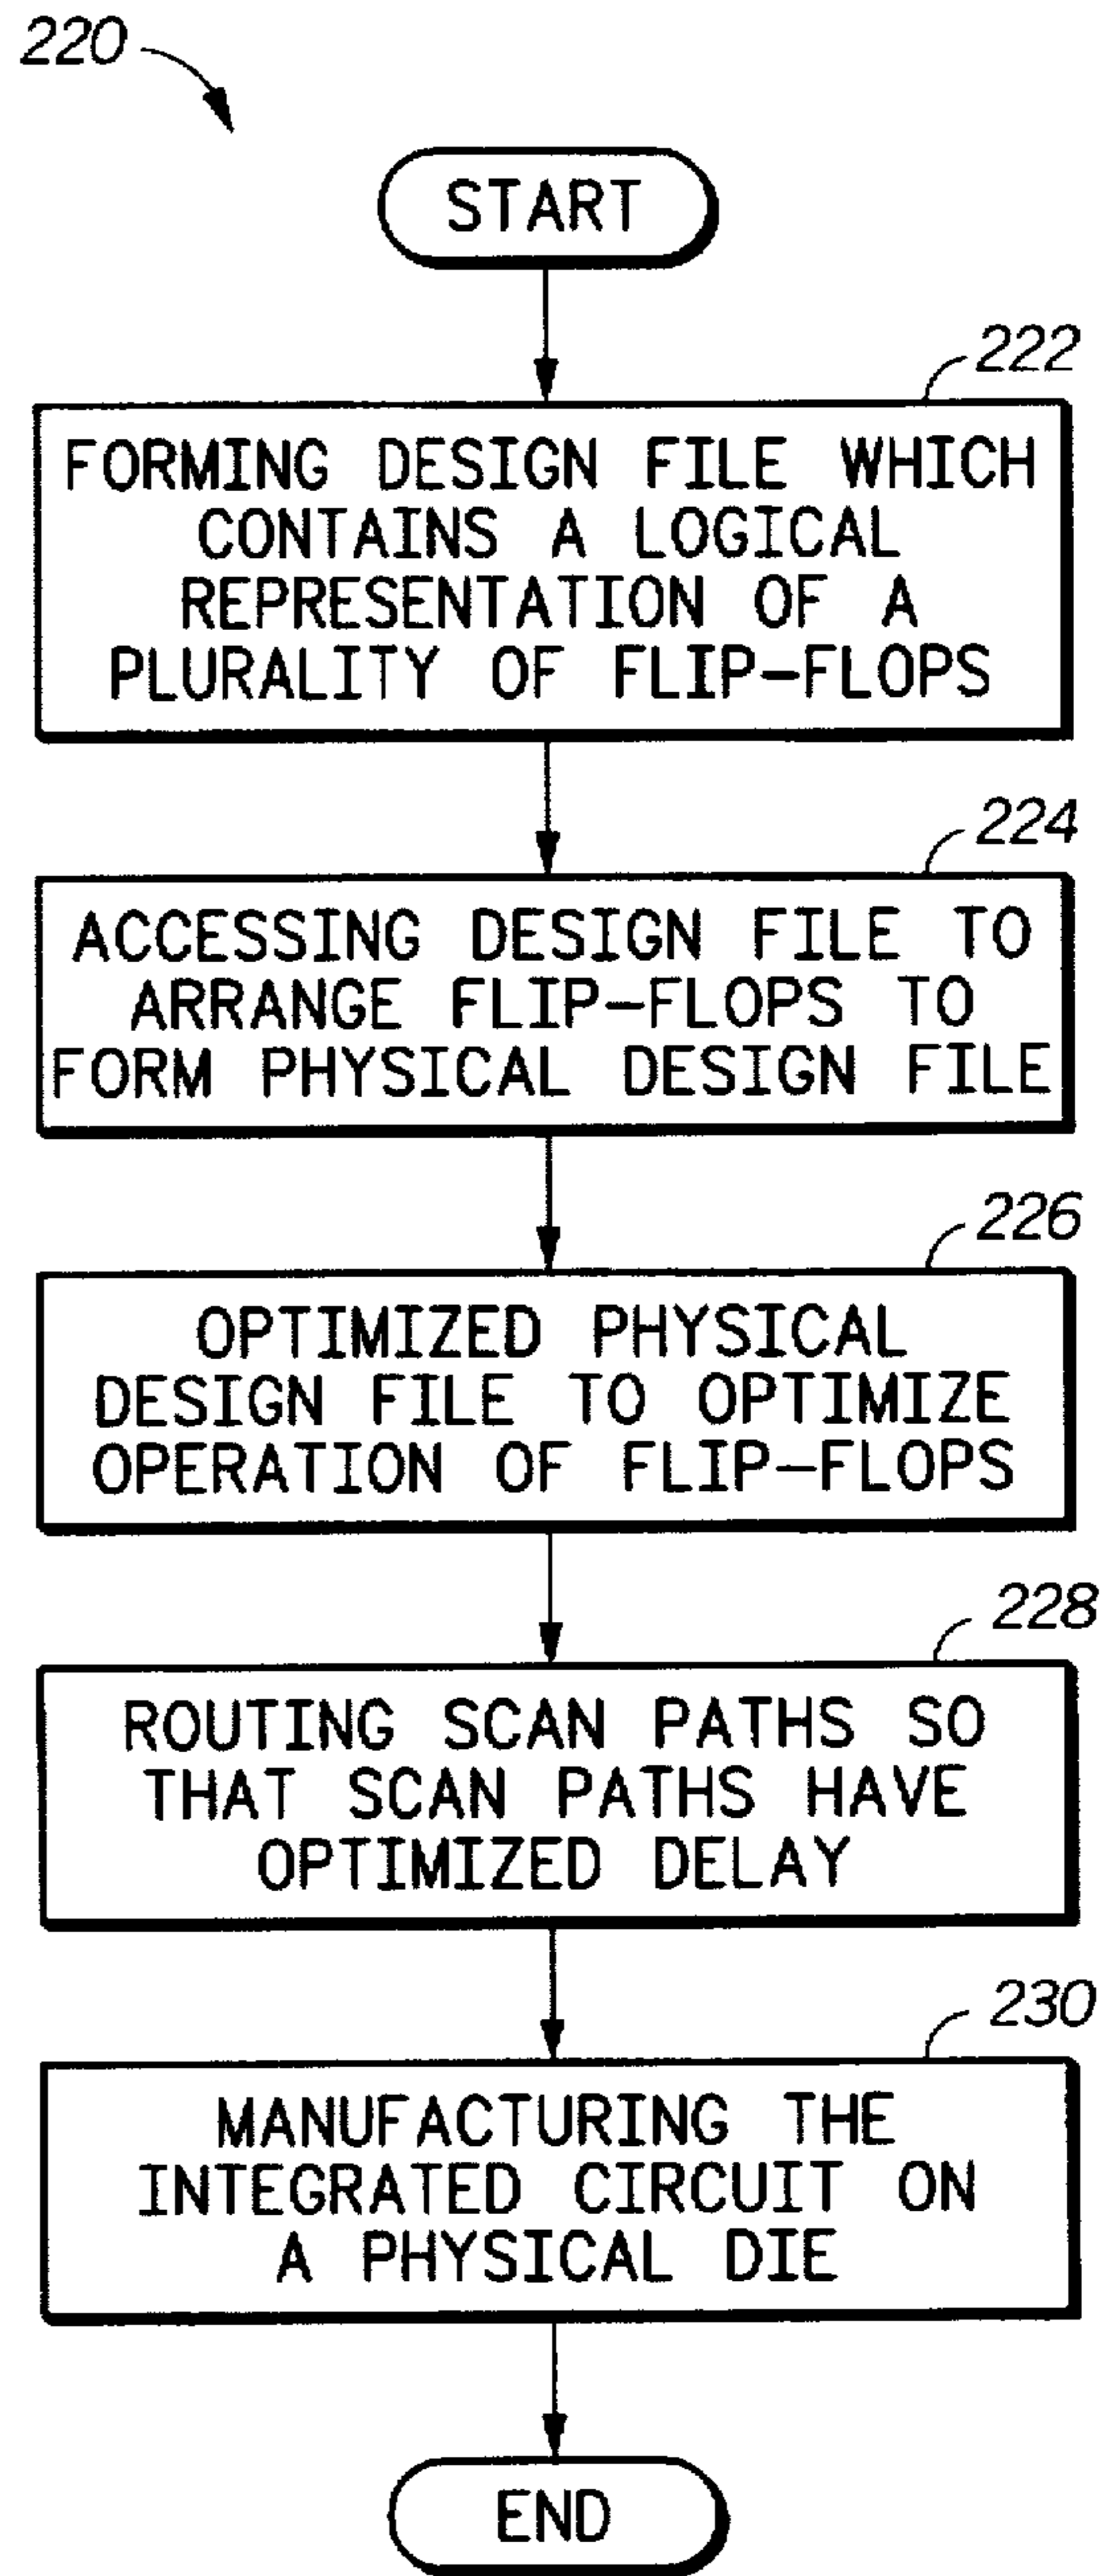 220
START
222
FORMING DESIGN FILE WHICH
CONTAINS A LOGICAL
REPRESENTATION OF A
PLURALITY OF FLIP-FLOPS
224
ACCESSING DESIGN FILE TO
ARRANGE FLIP-FLOPS TO
FORM PHYSICAL DESIGN FILE
226
OPTIMIZED PHYSICAL
DESIGN FILE TO OPTIMIZE
OPERATION OF FLIP-FLOPS
228
ROUTING SCAN PATHS SO
THAT SCAN PATHS HAVE
OPTIMIZED DELAY
230
MANUFACTURING THE
INTEGRATED CIRCUIT ON
A PHYSICAL DIE
END